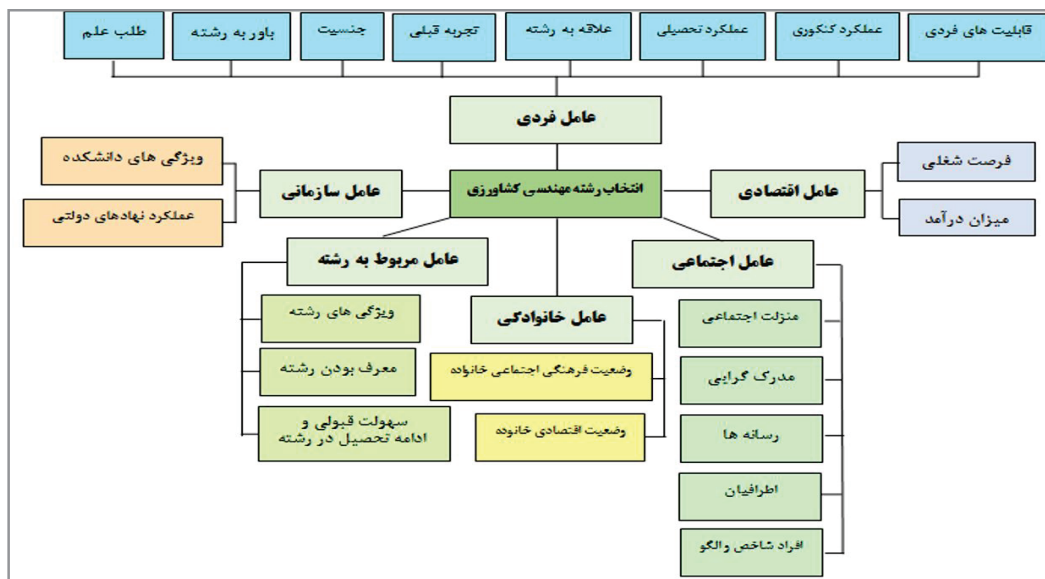 قابلیت های فردی
عملکرد کنکوری
عملکرد تحصیلی
علاقه به رشته
تجربه قبلی
جنسیت
باور به رشته
طلب علم
عامل فردی
فرصت شغلی
میزان درآمد
عامل اقتصادی
انتخاب رشته مهندسی کشاورزی
عامل سازمانی
ویژگی های دانشکده
عملکرد نهادهای دولتی
عامل اجتماعی
منزلت اجتماعی
مدرک گرایی
رسانه ها
اطرافیان
افراد شاخص والگو
عامل خانوادگی
وضعیت فرهنگی اجتماعی خانواده
وضعیت اقتصادی خانوده
عامل مربوط به رشته
ویژگی های رشته
معرف بودن رشته
سهولت قبولی و
ادامه تحصیل در رشته